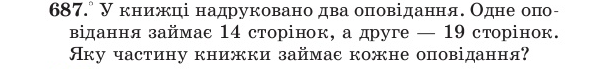 687.° У книжці надруковано два оповідання. Одне опо-
відання займає 14 сторінок, а друге — 19 сторінок.
Яку частину книжки займає кожне оповідання?